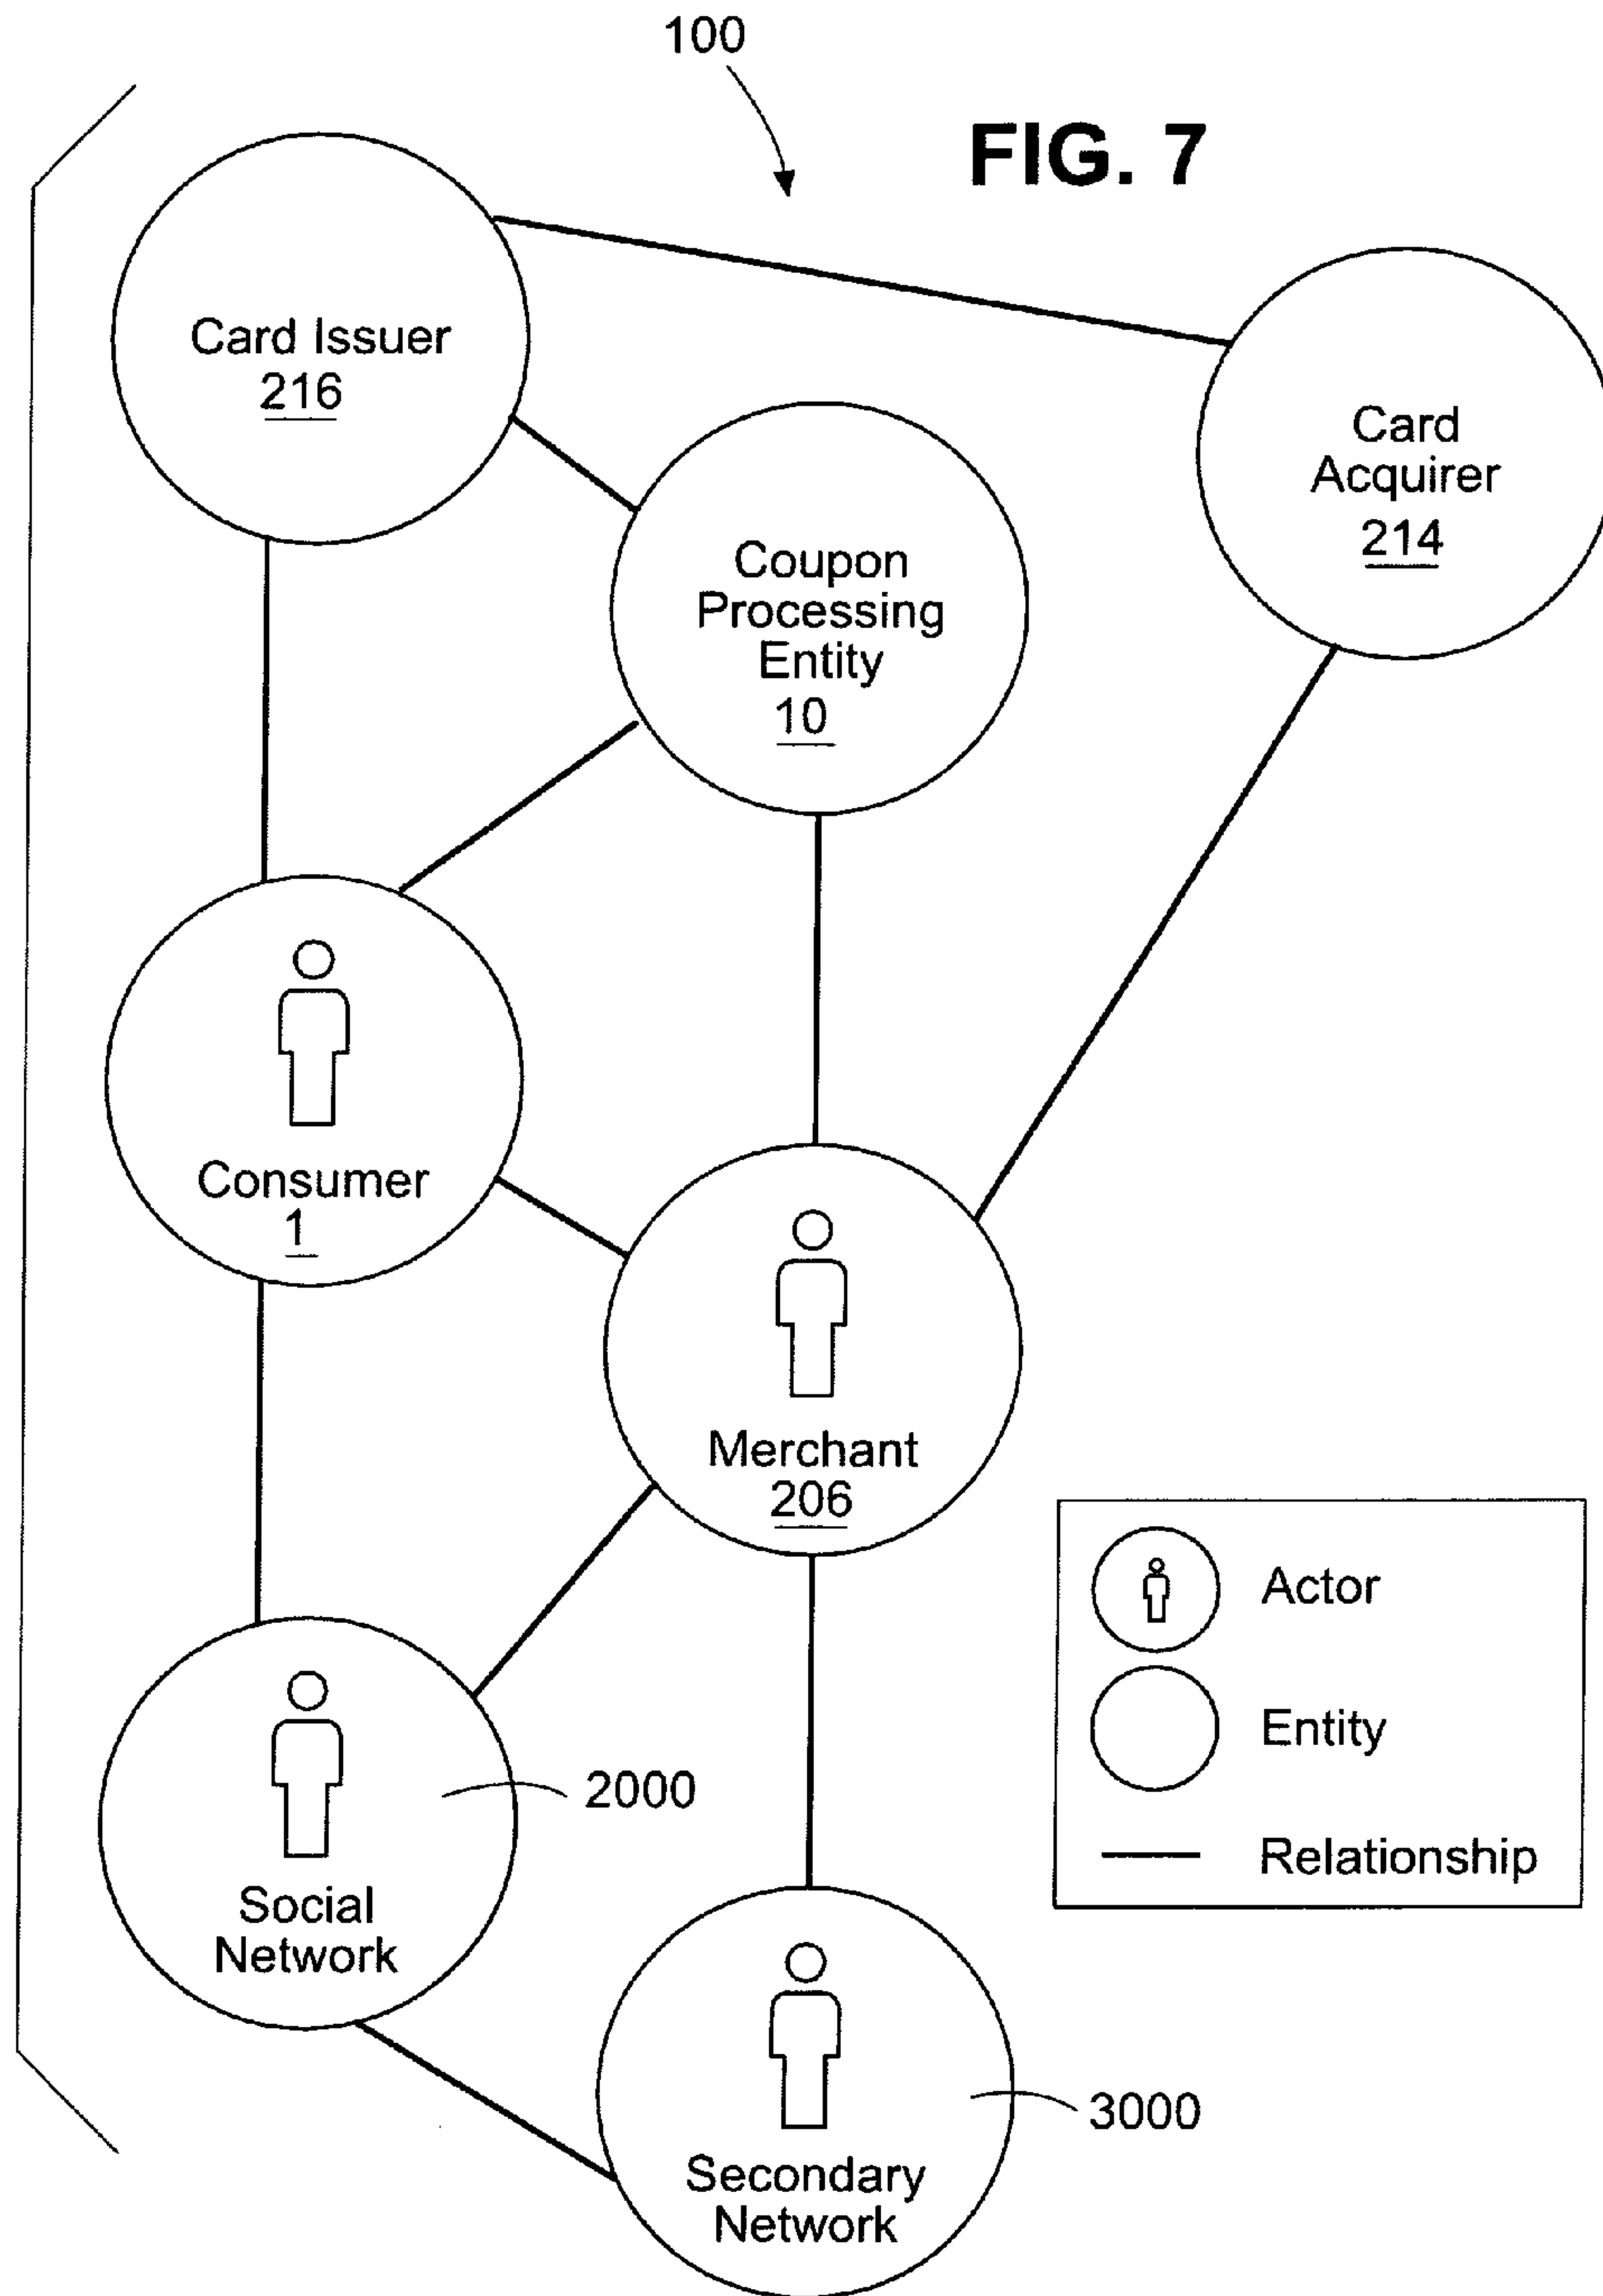 100
FIG. 7
Card Issuer
216
Card
Acquirer
214
Coupon
Processing
Entity
10
Consumer
1
Merchant
206
Actor
Entity
Relationship
2000
Social
Network
3000
Secondary
Network